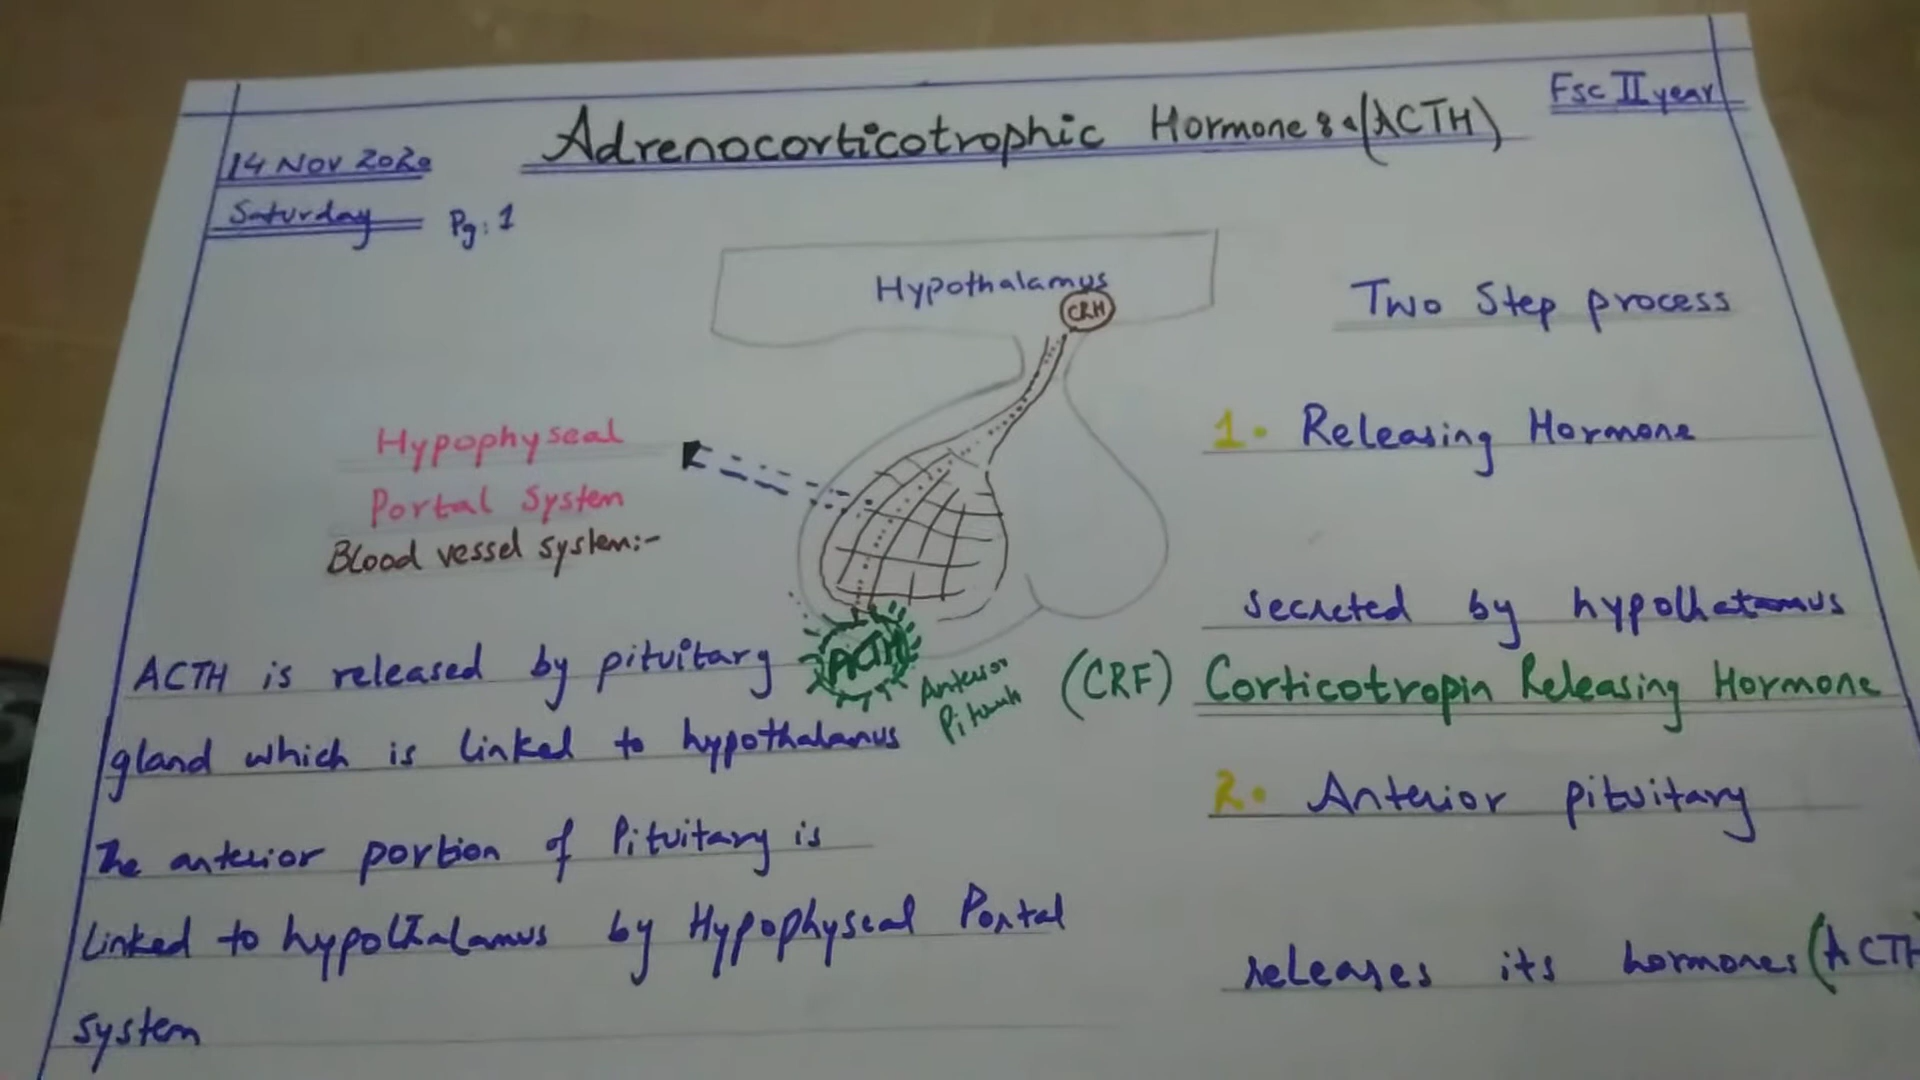 Fsc II year
Adrenocorticotrophic Hormone :- (ACTH)
14 Nov 2020
Saturday
Pg: 1
Hypothalamus
CRH
Two Step process
1. Releasing Hormone
Hypophyseal
Portal System
Blood vessel system:-
secreted by
(CRF) Corticotropin Releasing Hormone
ACTH
Anterior
ACTH is released by pituitary
gland which is linked to hypothalamus
The anterior portion of Pituitary is
Linked to hypothalamus by Hypophyseal Portal
system
2. Anterior pituitary
releases its hormones (ACTH